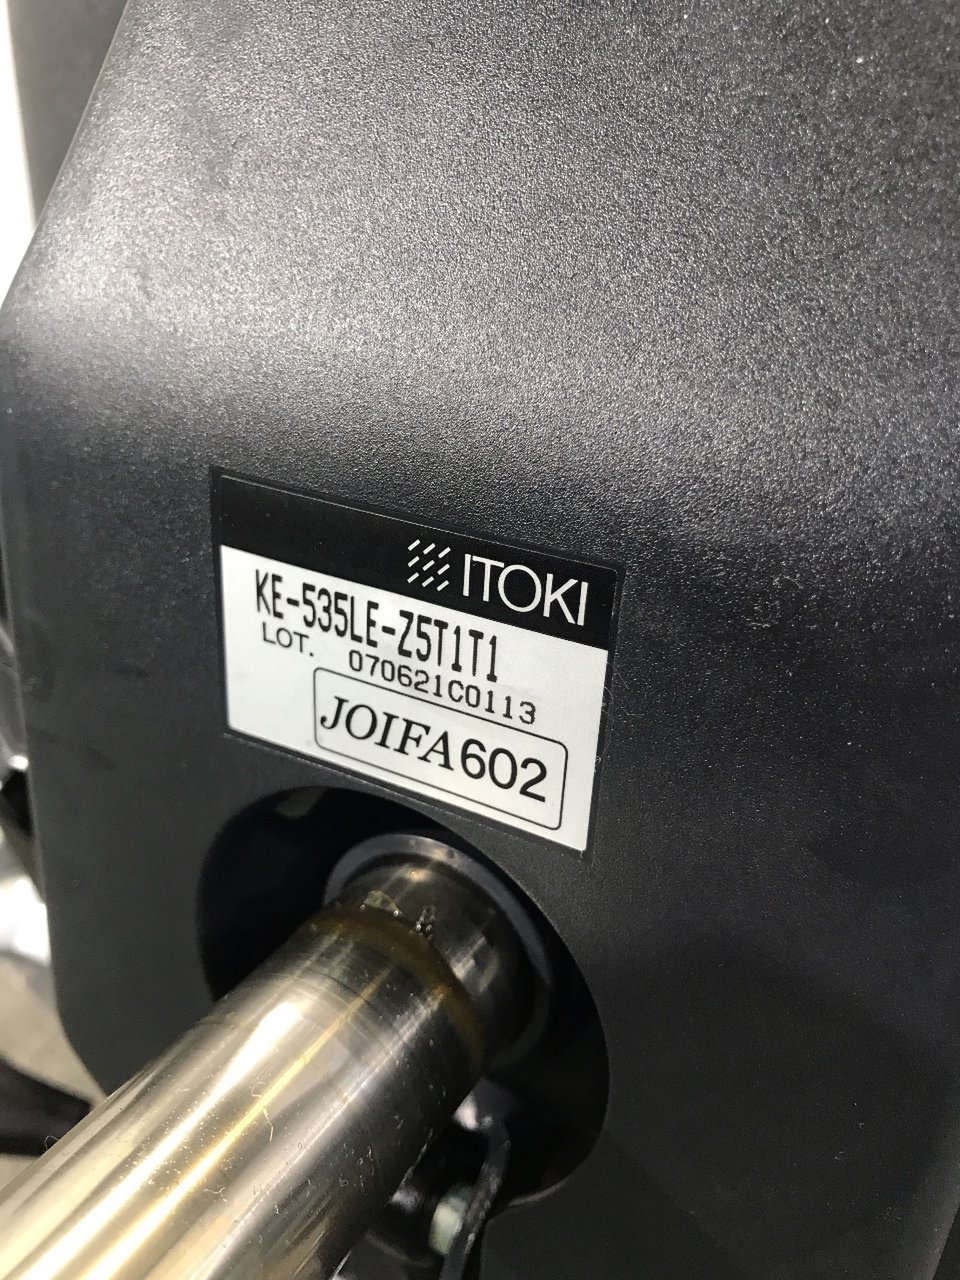 ITOKI
KE-535LE-Z5T1T1
LOT. 070621C0113
JOIFA602